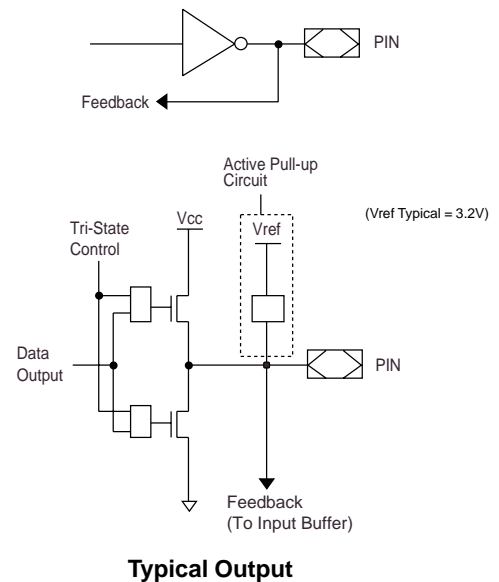 PIN
Feedback
Active Pull-up
Circuit
(Vref Typical = 3.2V)
Vcc
Vref
Tri-State
Control
Data
Output
PIN
Feedback
(To Input Buffer)
Typical Output